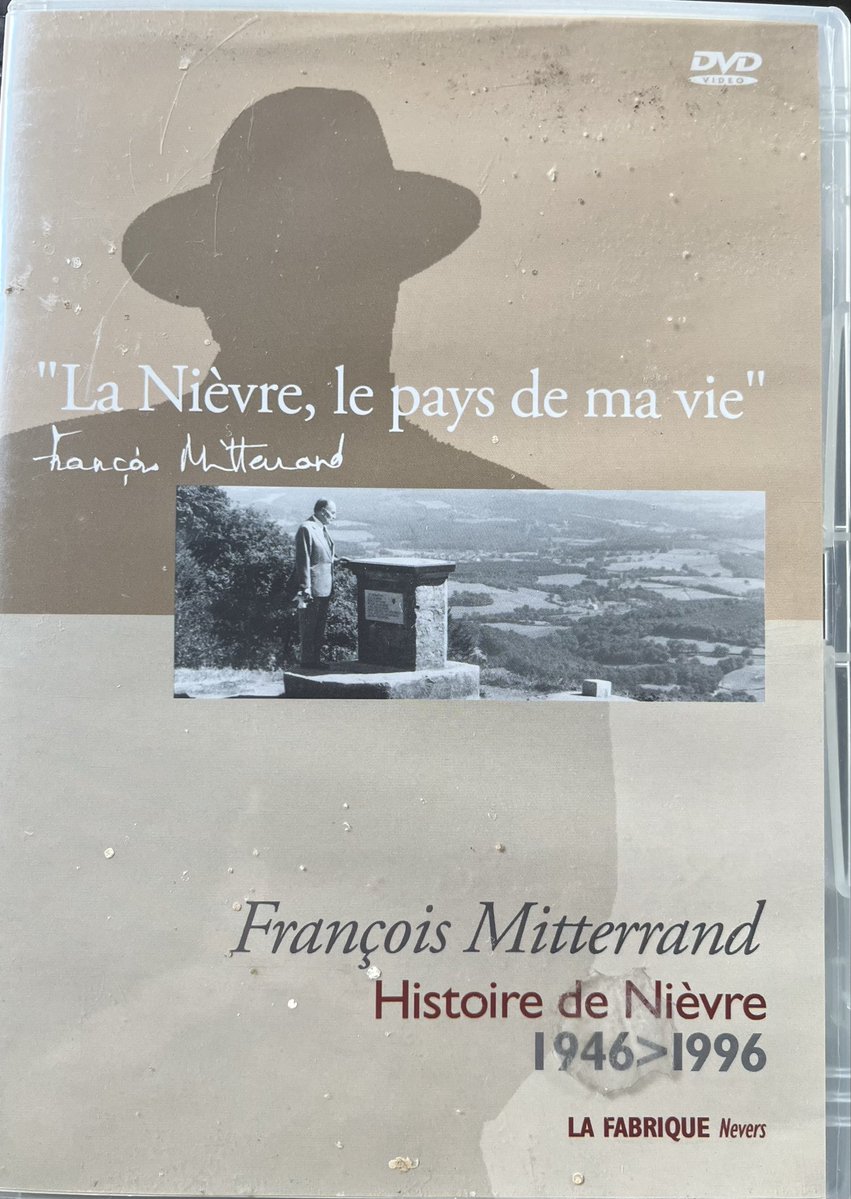 DVD
VIDEO
"La Nièvre, le pays de ma vie"
François Mitterrand
François Mitterrand
Histoire de Nièvre
1946>1996
LA FABRIQUE Nevers